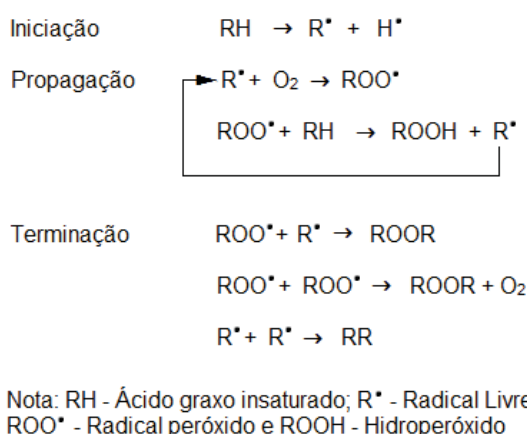 Iniciação RH → R• + H•
Propagação R• + O₂ → ROO•
ROO• + RH → ROOH + R•
Terminação ROO• + R• → ROOR
ROO• + ROO• → ROOR + O₂
R• + R• → RR
Nota: RH - Ácido graxo insaturado; R• - Radical Livre
ROO• - Radical peróxido e ROOH - Hidroperóxido